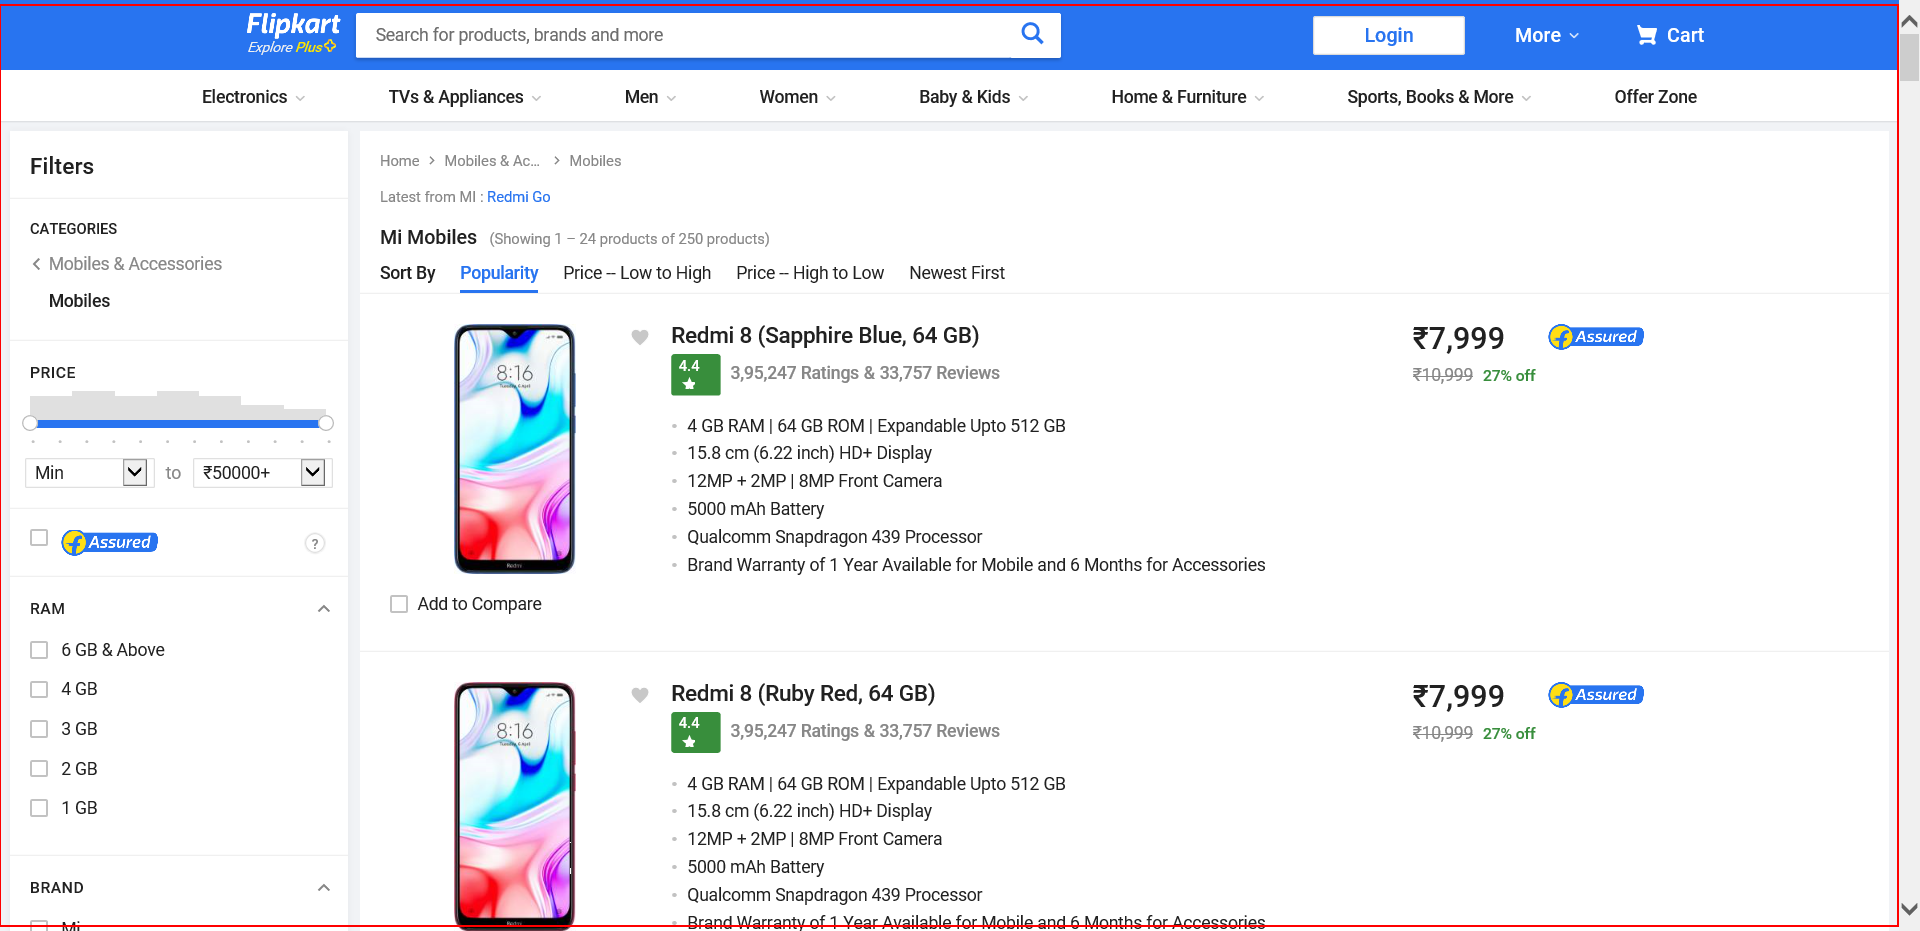 Flipkart
Explore Plus
Search for products, brands and more
Login
More
Cart
Electronics
TVs & Appliances
Men
Women
Baby & Kids
Home & Furniture
Sports, Books & More
Offer Zone
Filters
CATEGORIES
Mobiles & Accessories
Mobiles
PRICE
Min to ₹50000+
Assured ?
RAM
6 GB & Above
4 GB
3 GB
2 GB
1 GB
BRAND
Mi
Home > Mobiles & Ac... > Mobiles
Latest from MI : Redmi Go
Mi Mobiles (Showing 1 – 24 products of 250 products)
Sort By Popularity Price -- Low to High Price -- High to Low Newest First
8:16
Redmi
Add to Compare
Redmi 8 (Sapphire Blue, 64 GB)
4.4
3,95,247 Ratings & 33,757 Reviews
4 GB RAM | 64 GB ROM | Expandable Upto 512 GB
15.8 cm (6.22 inch) HD+ Display
12MP + 2MP | 8MP Front Camera
5000 mAh Battery
Qualcomm Snapdragon 439 Processor
Brand Warranty of 1 Year Available for Mobile and 6 Months for Accessories
₹7,999 Assured
₹10,999 27% off
8:16
Redmi 8 (Ruby Red, 64 GB)
4.4
3,95,247 Ratings & 33,757 Reviews
4 GB RAM | 64 GB ROM | Expandable Upto 512 GB
15.8 cm (6.22 inch) HD+ Display
12MP + 2MP | 8MP Front Camera
5000 mAh Battery
Qualcomm Snapdragon 439 Processor
Brand Warranty of 1 Year Available for Mobile and 6 Months for Accessories
₹7,999 Assured
₹10,999 27% off